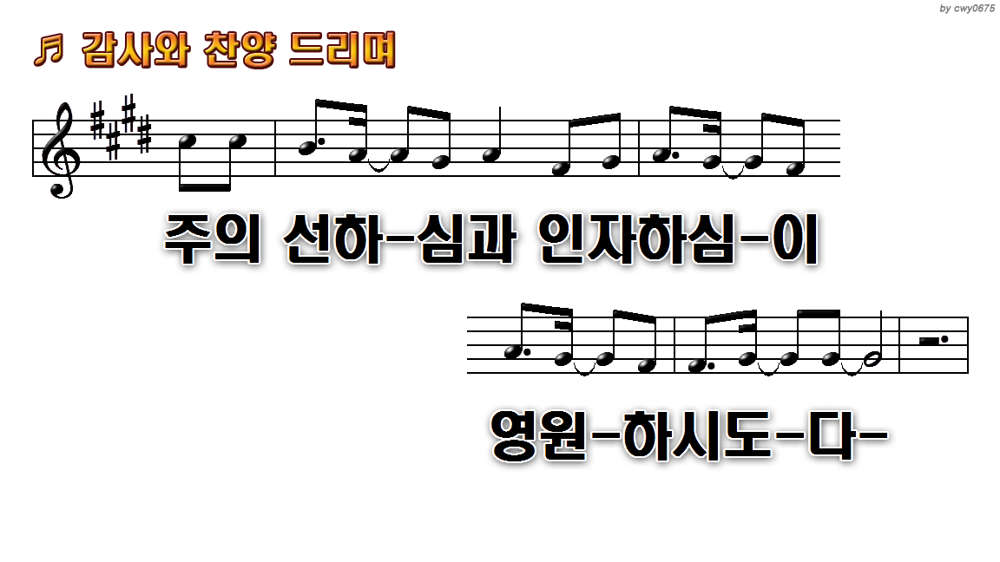 by cwy0675
♬ 감사와 찬양 드리며
주의 선하-심과 인자하심-이
영원-하시도-다-